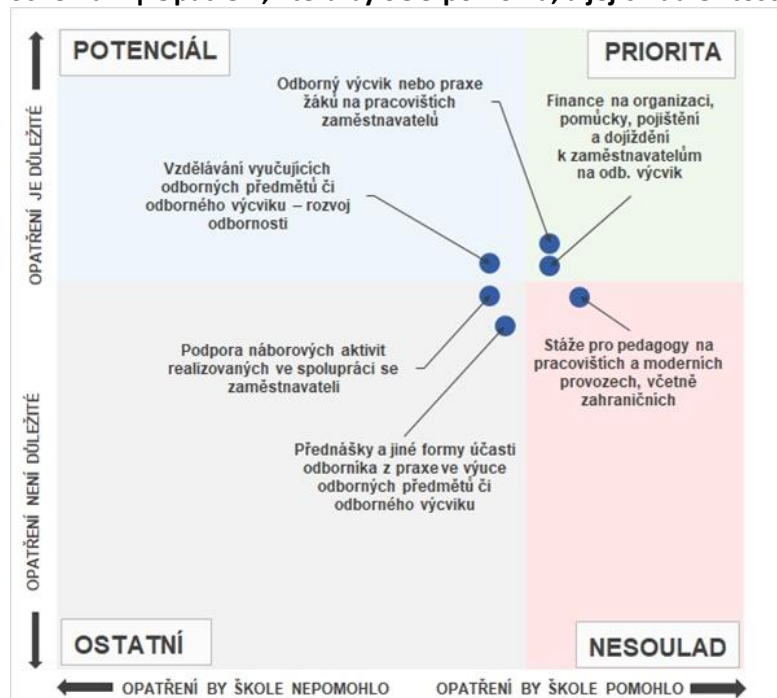 POTENCIÁL
PRIORITA
Odborný výcvik nebo praxe
žáků na pracovištích
zaměstnavatelů
Finance na organizaci,
pomůcky, pojištění
a dojíždění
k zaměstnavatelům
na odb. výcvik
Vzdělávání vyučujících
odborných předmětů či
odborného výcviku – rozvoj
odbornosti
OPATŘENÍ JE DŮLEŽITÉ
Podpora náborových aktivit
realizovaných ve spolupráci se
zaměstnavateli
Stáže pro pedagogy na
pracovištích a moderních
provozech, včetně
zahraničních
Přednášky a jiné formy účasti
odborníka z praxe ve výuce
odborných předmětů či
odborného výcviku
OPATŘENÍ NENÍ DŮLEŽITÉ
OSTATNÍ
NESOULAD
OPATŘENÍ BY ŠKOLE NEPOMOHLO
OPATŘENÍ BY ŠKOLE POMOHLO